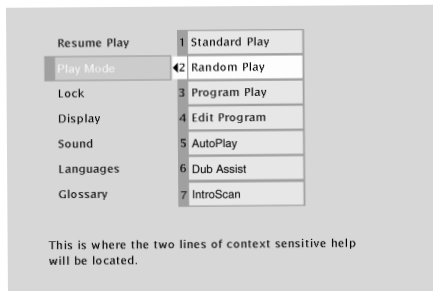 Resume Play
Play Mode
Lock
Display
Sound
Languages
Glossary
1 Standard Play
2 Random Play
3 Program Play
4 Edit Program
5 AutoPlay
6 Dub Assist
7 IntroScan
This is where the two lines of context sensitive help
will be located.